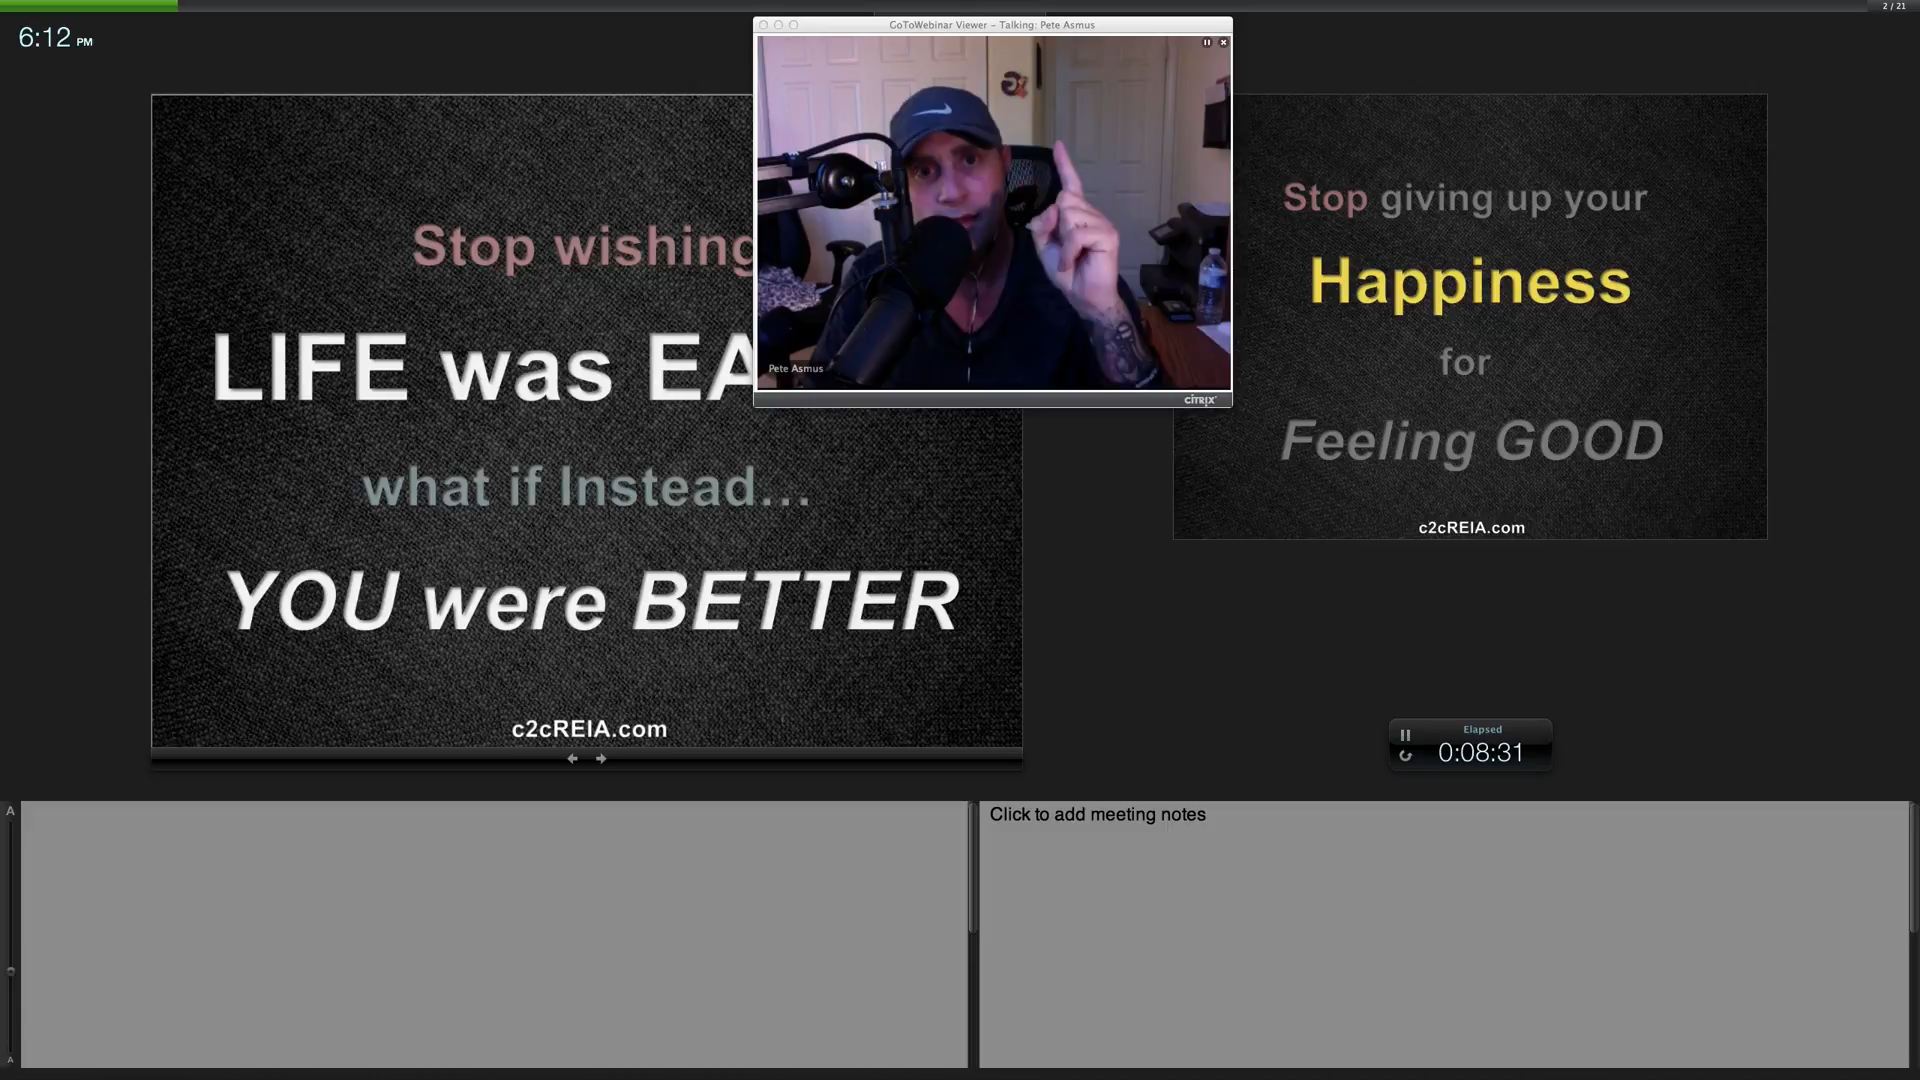 2 / 21
6:12 PM
GoToWebinar Viewer - Talking: Pete Asmus
Pete Asmus
CITRIX
Stop wishing
LIFE was EA
what if Instead...
YOU were BETTER
c2cREIA.com
Stop giving up your
Happiness
for
Feeling GOOD
c2cREIA.com
Elapsed
0:08:31
A
A
Click to add meeting notes